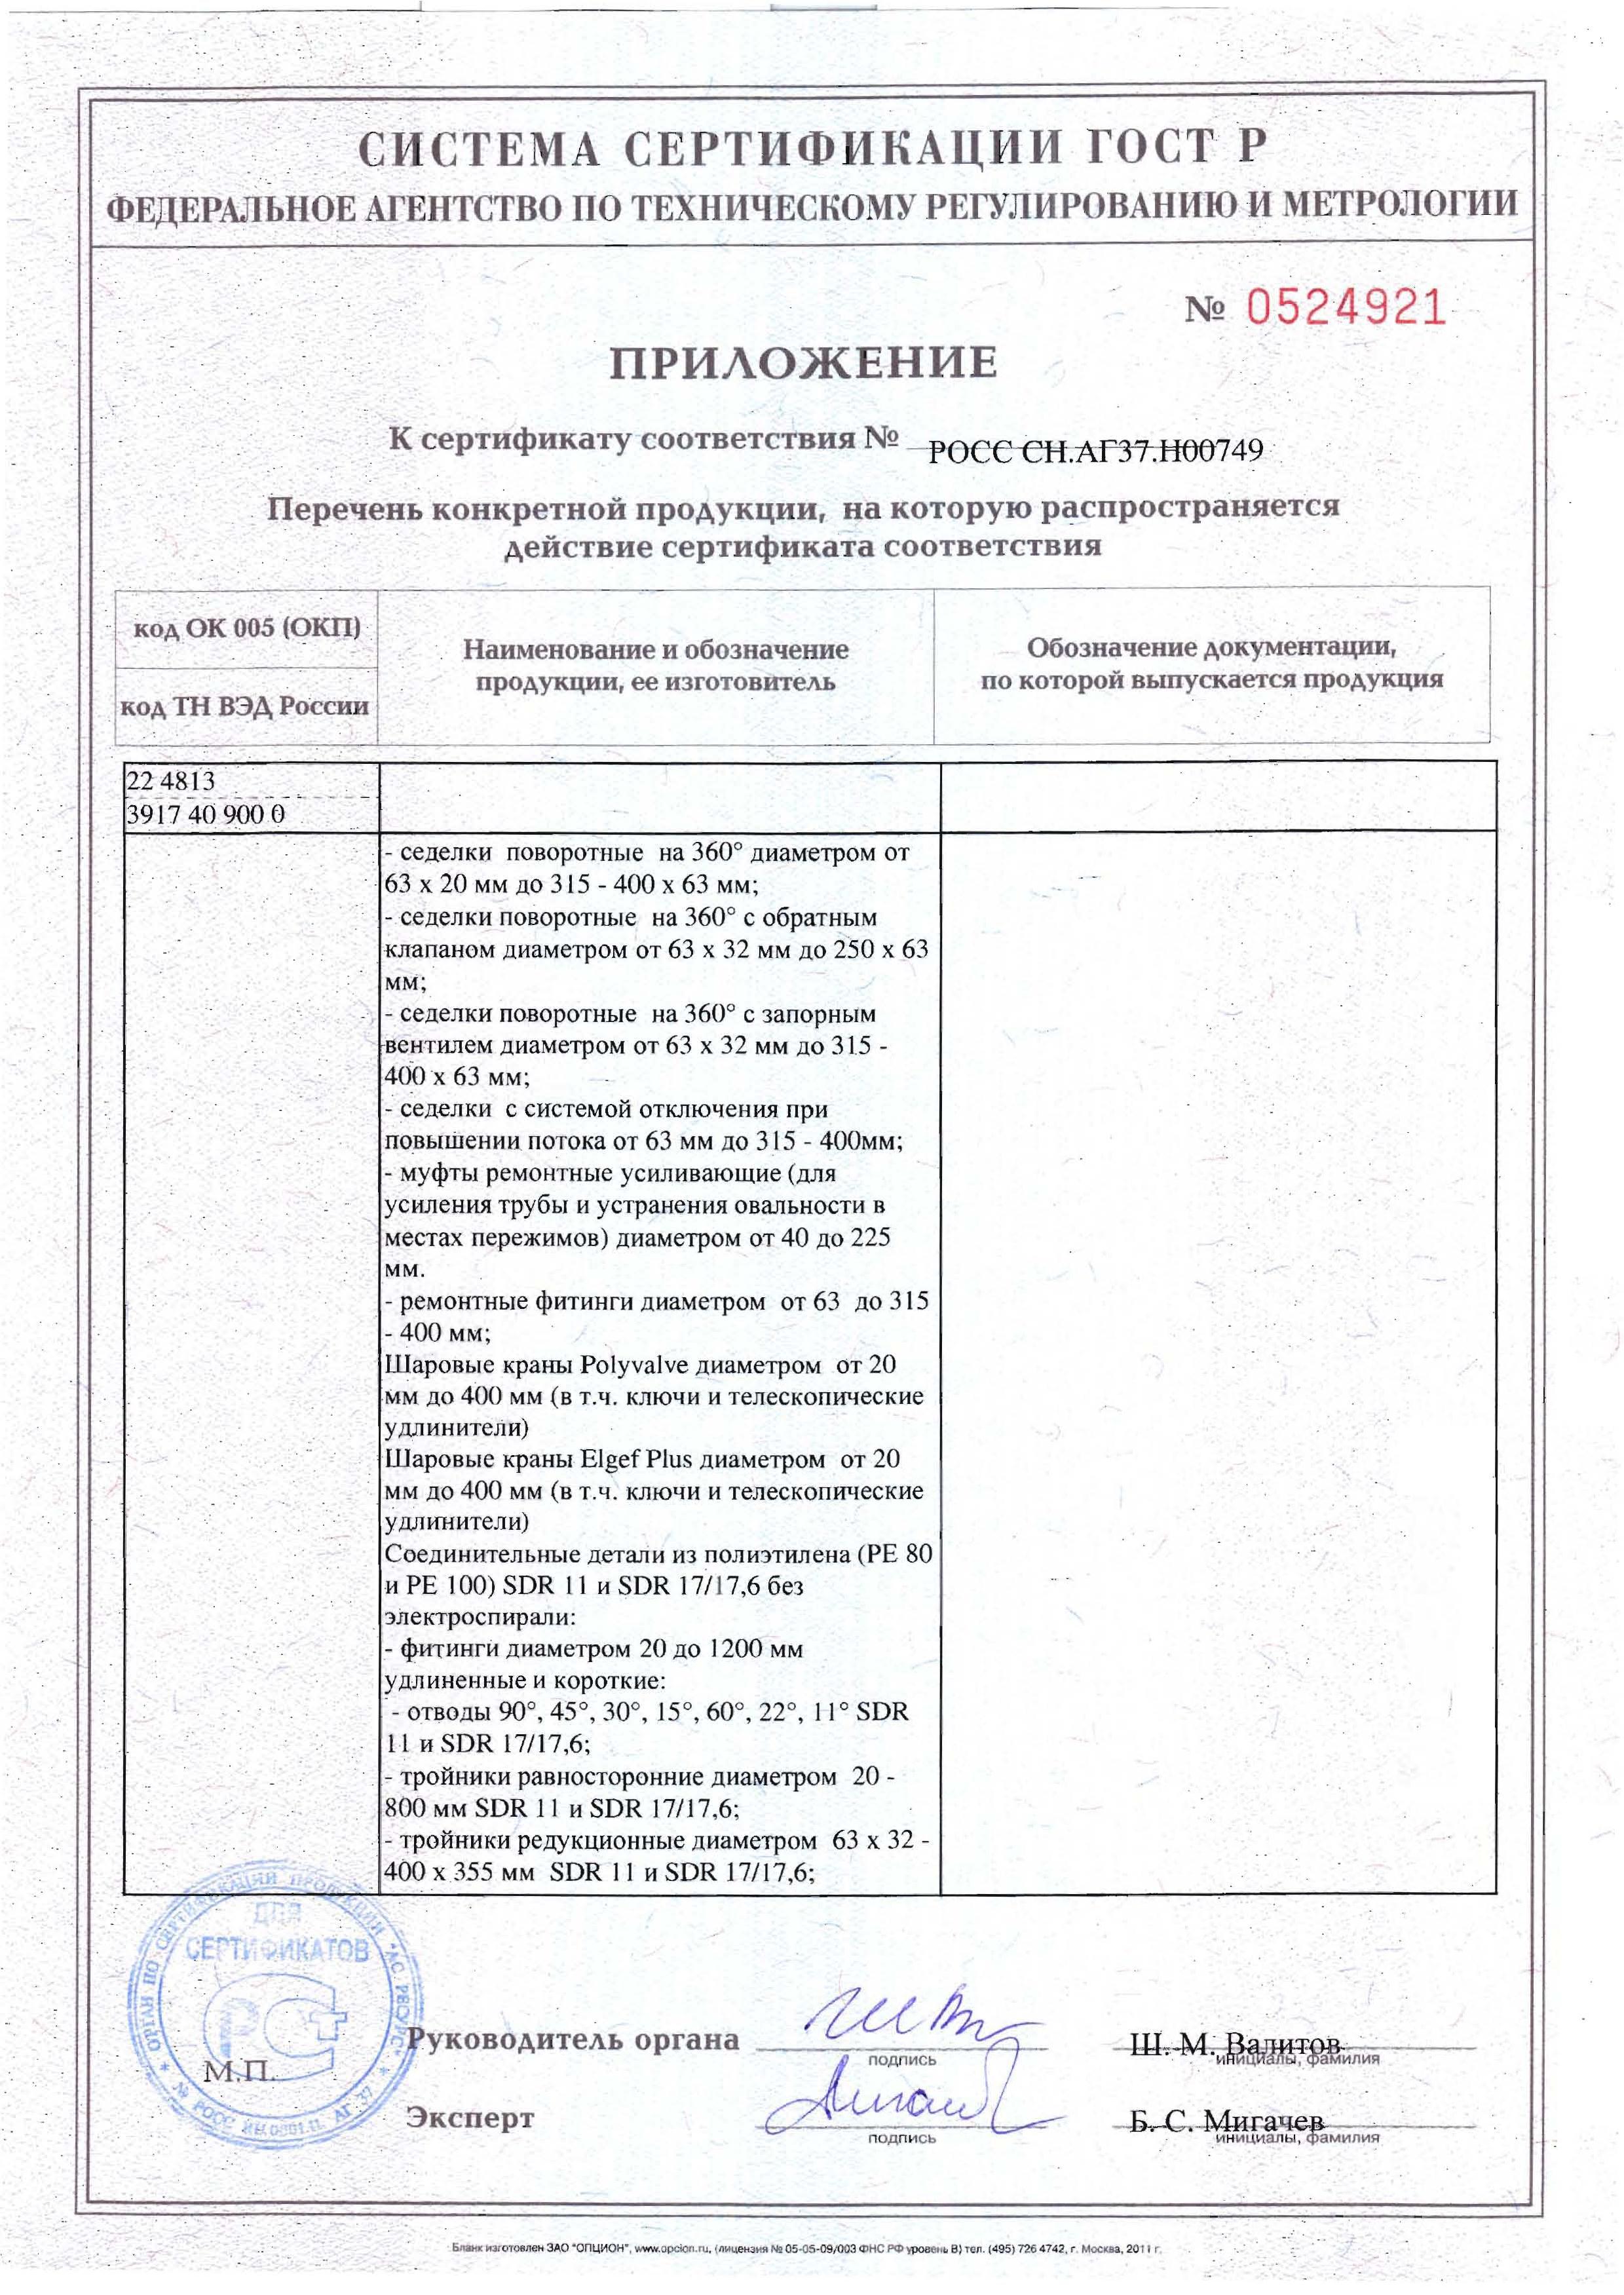 СИСТЕМА СЕРТИФИКАЦИИ ГОСТ Р
ФЕДЕРАЛЬНОЕ АГЕНТСТВО ПО ТЕХНИЧЕСКОМУ РЕГУЛИРОВАНИЮ И МЕТРОЛОГИИ
№ 0524921
ПРИЛОЖЕНИЕ
К сертификату соответствия № РОСС CH.АГ37.Н00749
Перечень конкретной продукции, на которую распространяется
действие сертификата соответствия
код ОК 005 (ОКП)
код ТН ВЭД России
Наименование и обозначение
продукции, ее изготовитель
Обозначение документации,
по которой выпускается продукция
22 4813
3917 40 900 0
- седелки поворотные на 360° диаметром от
63 х 20 мм до 315 - 400 х 63 мм;
- седелки поворотные на 360° с обратным
клапаном диаметром от 63 х 32 мм до 250 х 63
мм;
- седелки поворотные на 360° с запорным
вентилем диаметром от 63 х 32 мм до 315 -
400 х 63 мм;
- седелки с системой отключения при
повышении потока от 63 мм до 315 - 400мм;
- муфты ремонтные усиливающие (для
усиления трубы и устранения овальности в
местах пережимов) диаметром от 40 до 225
мм.
- ремонтные фитинги диаметром от 63 до 315
- 400 мм;
Шаровые краны Polyvalve диаметром от 20
мм до 400 мм (в т.ч. ключи и телескопические
удлинители)
Шаровые краны Elgef Plus диаметром от 20
мм до 400 мм (в т.ч. ключи и телескопические
удлинители)
Соединительные детали из полиэтилена (PE 80
и PE 100) SDR 11 и SDR 17/17,6 без
электроспирали:
- фитинги диаметром 20 до 1200 мм
удлиненные и короткие:
- отводы 90°, 45°, 30°, 15°, 60°, 22°, 11° SDR
11 и SDR 17/17,6;
- тройники равносторонние диаметром 20 -
800 мм SDR 11 и SDR 17/17,6;
- тройники редукционные диаметром 63 х 32 -
400 х 355 мм SDR 11 и SDR 17/17,6;
ОРГАН ПО СЕРТИФИКАЦИИ ПРОДУКЦИИ
ДЛЯ
СЕРТИФИКАТОВ
М.П.
Руководитель органа
подпись
Ш. М. Валитов
инициалы, фамилия
Эксперт
подпись
Б. С. Мигачев
инициалы, фамилия
Бланк изготовлен ЗАО "ОПЦИОН", www.opcion.ru, (лицензия № 05-05-09/003 ФНС РФ уровень В) тел. (495) 726 4742, г. Москва, 2011 г.